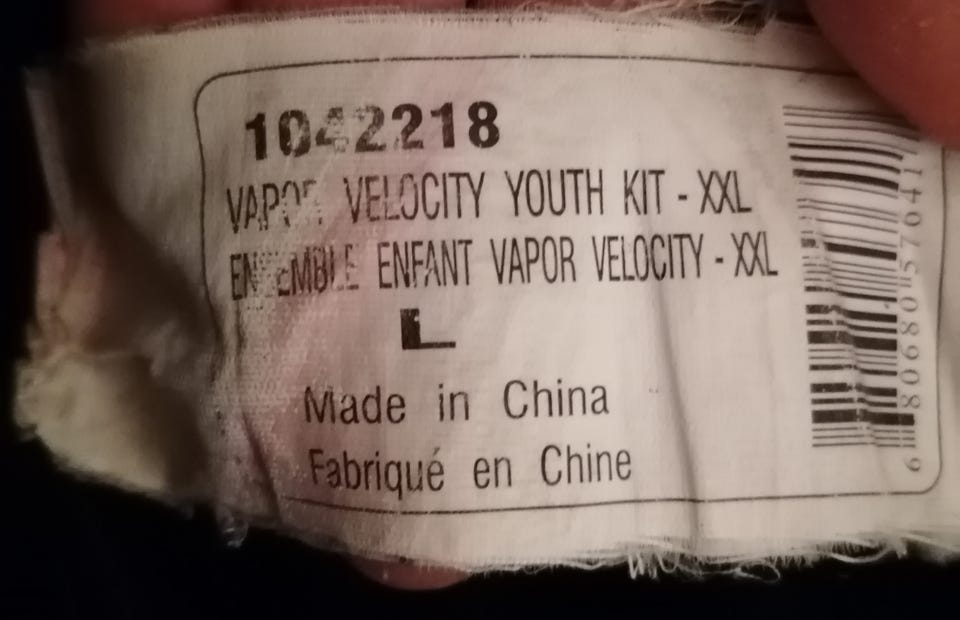 1042218
VAPOR VELOCITY YOUTH KIT - XXL
ENSEMBLE ENFANT VAPOR VELOCITY - XXL
L
Made in China
Fabriqué en Chine